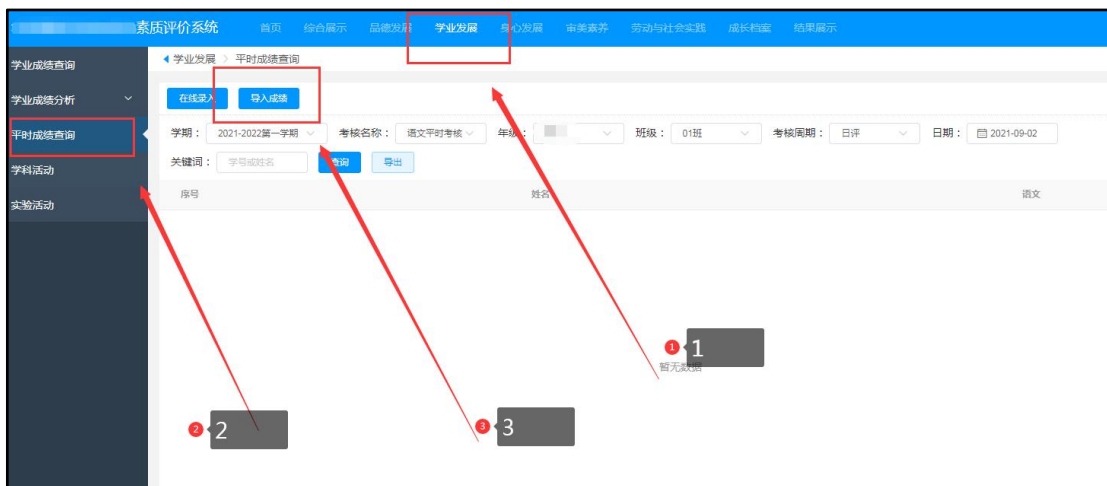 素质评价系统 首页 综合展示 品德发展 学业发展 身心发展 审美素养 劳动与社会实践 成长档案 结果展示
学业成绩查询
学业发展 > 平时成绩查询
学业成绩分析
在线录入 导入成绩
平时成绩查询
学期： 2021-2022第一学期 考核名称： 语文平时考核 年级： 班级： 01班 考核周期： 日评 日期： 2021-09-02
学科活动
关键词： 学号或姓名 查询 导出
实验活动
序号 姓名 语文
1 1
暂无数据
2 2
3 3